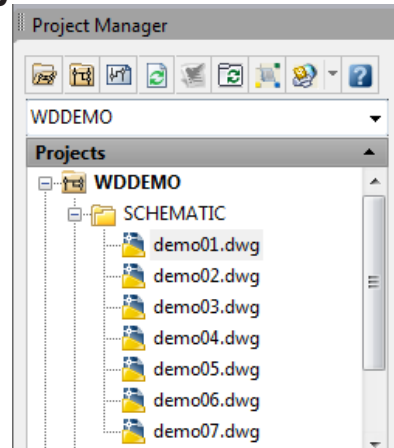 Project Manager
WDDEMO
Projects
WDDEMO
SCHEMATIC
demo01.dwg
demo02.dwg
demo03.dwg
demo04.dwg
demo05.dwg
demo06.dwg
demo07.dwg